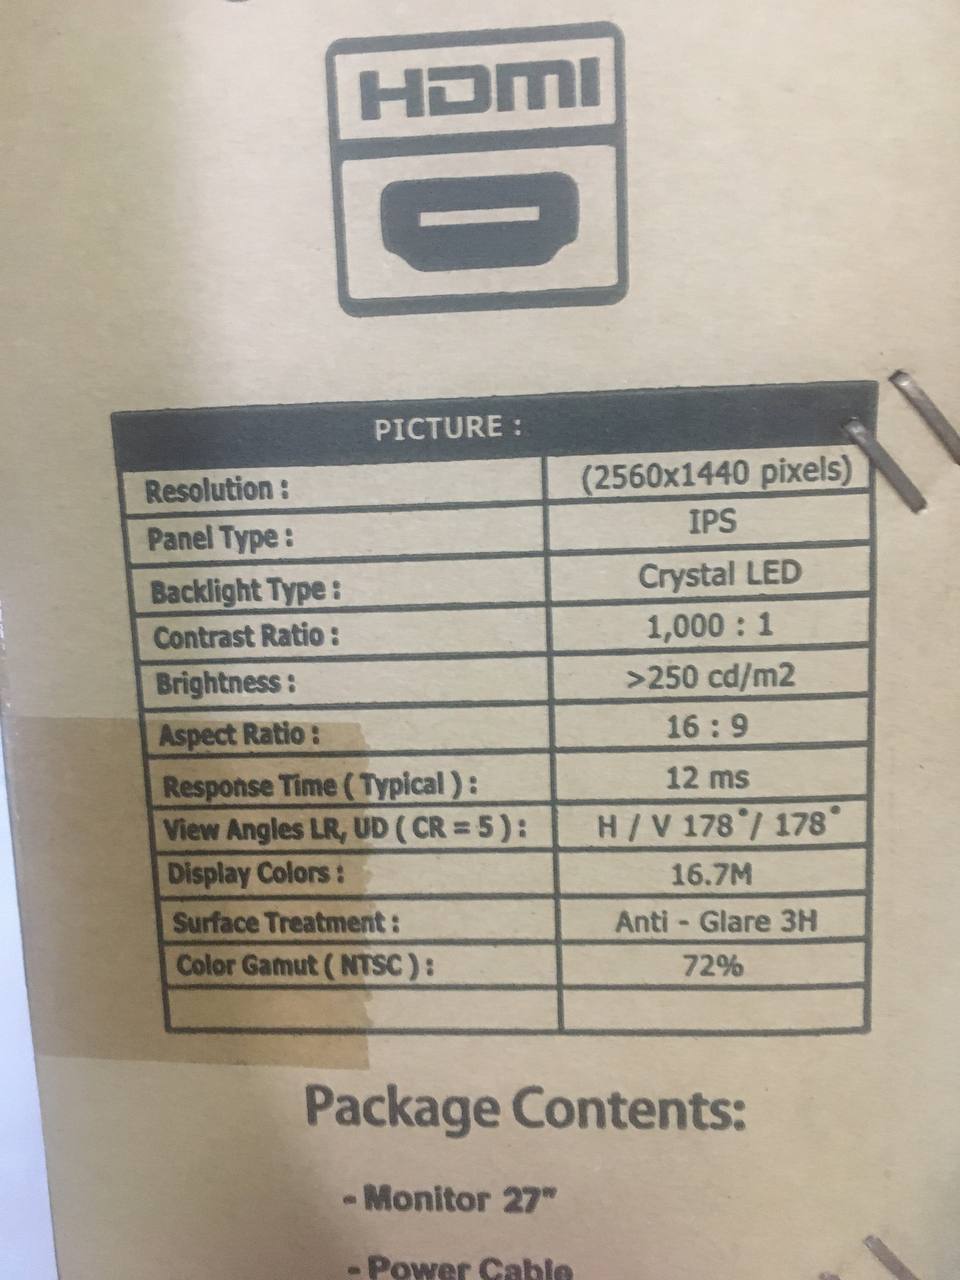 HDMI
PICTURE :
Resolution : (2560x1440 pixels)
Panel Type : IPS
Backlight Type : Crystal LED
Contrast Ratio : 1,000 : 1
Brightness : >250 cd/m2
Aspect Ratio : 16 : 9
Response Time ( Typical ) : 12 ms
View Angles LR, UD ( CR = 5 ) : H / V 178°/ 178°
Display Colors : 16.7M
Surface Treatment : Anti - Glare 3H
Color Gamut ( NTSC ) : 72%
Package Contents:
- Monitor 27"
- Power Cable